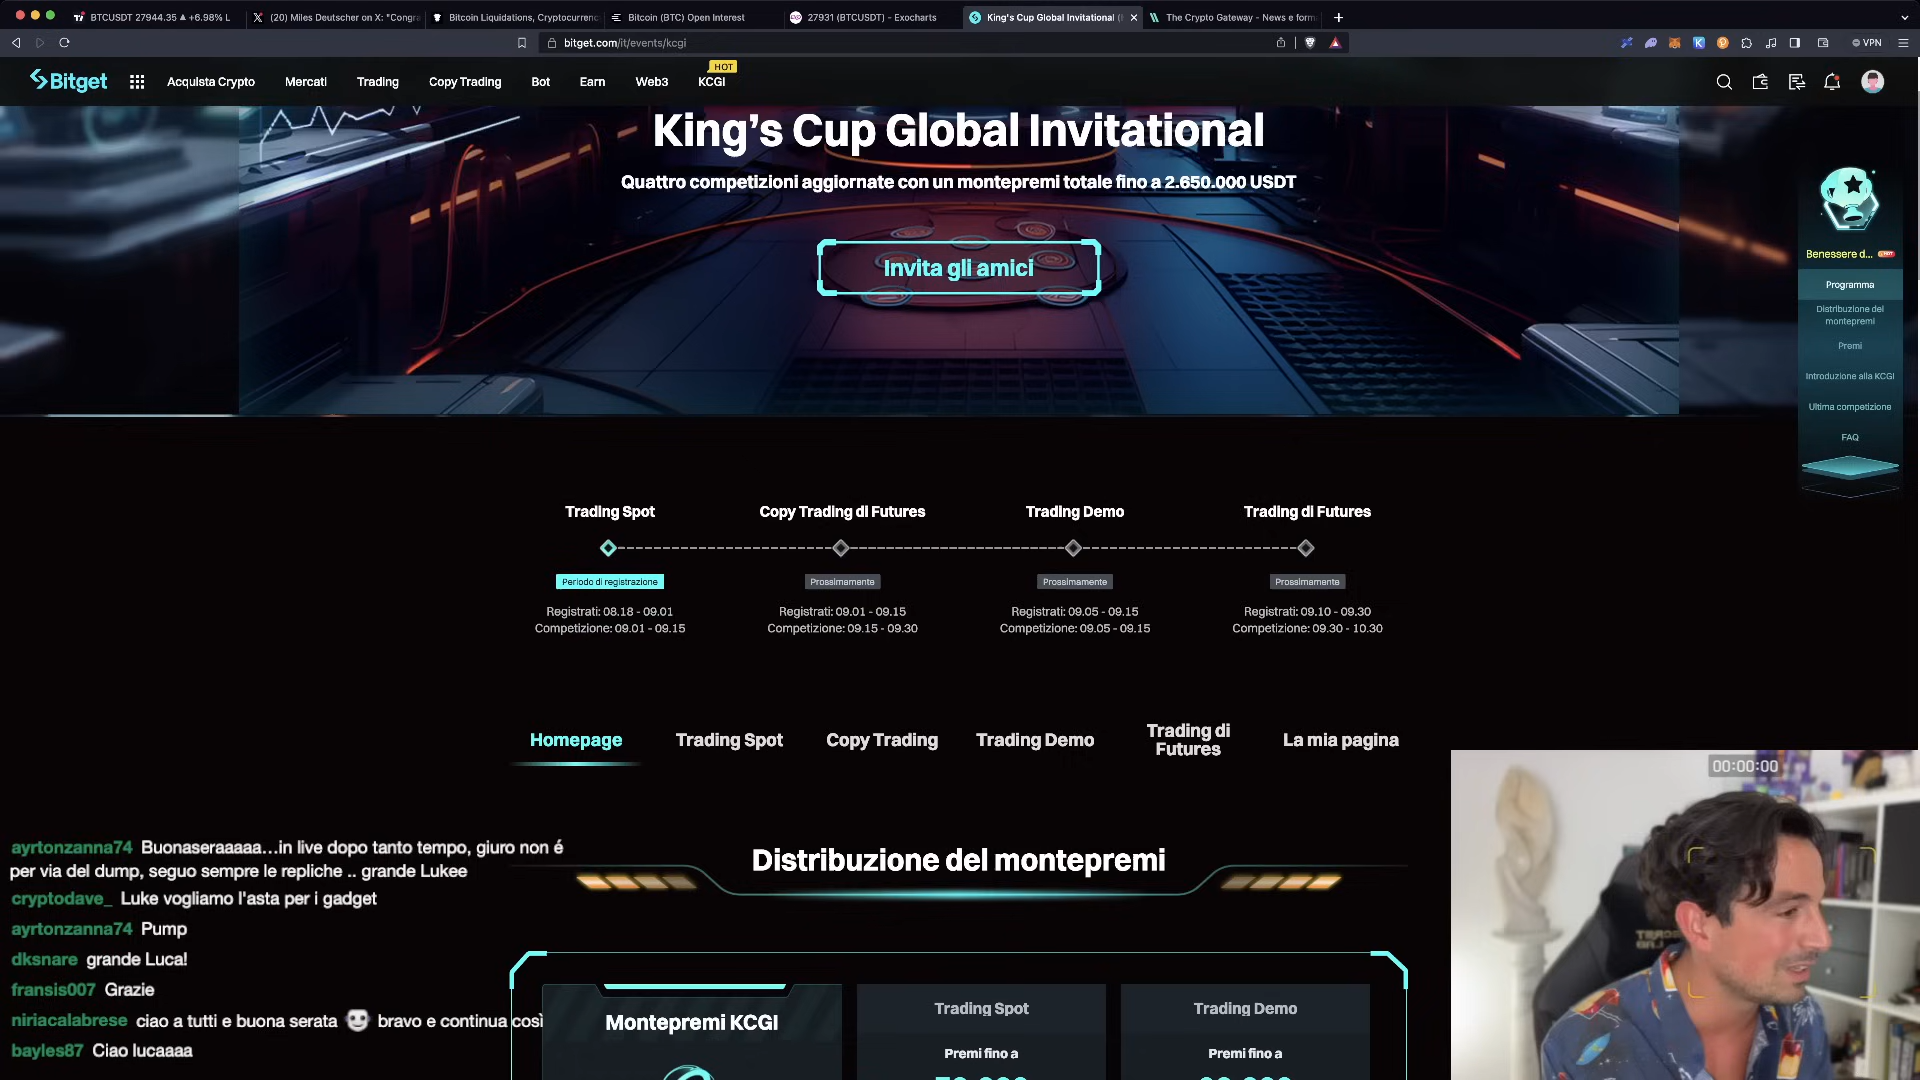 BTCUSDT 27944.35 ▲ +6.98% L
(20) Miles Deutscher on X: "Congra
Bitcoin Liquidations, Cryptocurrenc
Bitcoin (BTC) Open Interest
27931 (BTCUSDT) - Exocharts
King's Cup Global Invitational (
The Crypto Gateway - News e form
bitget.com/it/events/kcgi
VPN
Bitget
Acquista Crypto
Mercati
Trading
Copy Trading
Bot
Earn
Web3
KCGI
HOT
King's Cup Global Invitational
Quattro competizioni aggiornate con un montepremi totale fino a 2.650.000 USDT
Invita gli amici
Benessere d...
HOT
Programma
Distribuzione del
montepremi
Premi
Introduzione alla KCGI
Ultima competizione
FAQ
Trading Spot
Copy Trading di Futures
Trading Demo
Trading di Futures
Periodo di registrazione
Prossimamente
Prossimamente
Prossimamente
Registrati: 08.18 - 09.01
Competizione: 09.01 - 09.15
Registrati: 09.01 - 09.15
Competizione: 09.15 - 09.30
Registrati: 09.05 - 09.15
Competizione: 09.05 - 09.15
Registrati: 09.10 - 09.30
Competizione: 09.30 - 10.30
Homepage
Trading Spot
Copy Trading
Trading Demo
Trading di
Futures
La mia pagina
00:00:00
Distribuzione del montepremi
ayrtonzanna74 Buonaseraaaaa...in live dopo tanto tempo, giuro non é
per via del dump, seguo sempre le repliche .. grande Lukee
cryptodave_ Luke vogliamo l'asta per i gadget
ayrtonzanna74 Pump
dksnare grande Luca!
fransis007 Grazie
niriacalabrese ciao a tutti e buona serata bravo e continua così
bayles87 Ciao lucaaaa
Montepremi KCGI
Trading Spot
Premi fino a
Trading Demo
Premi fino a